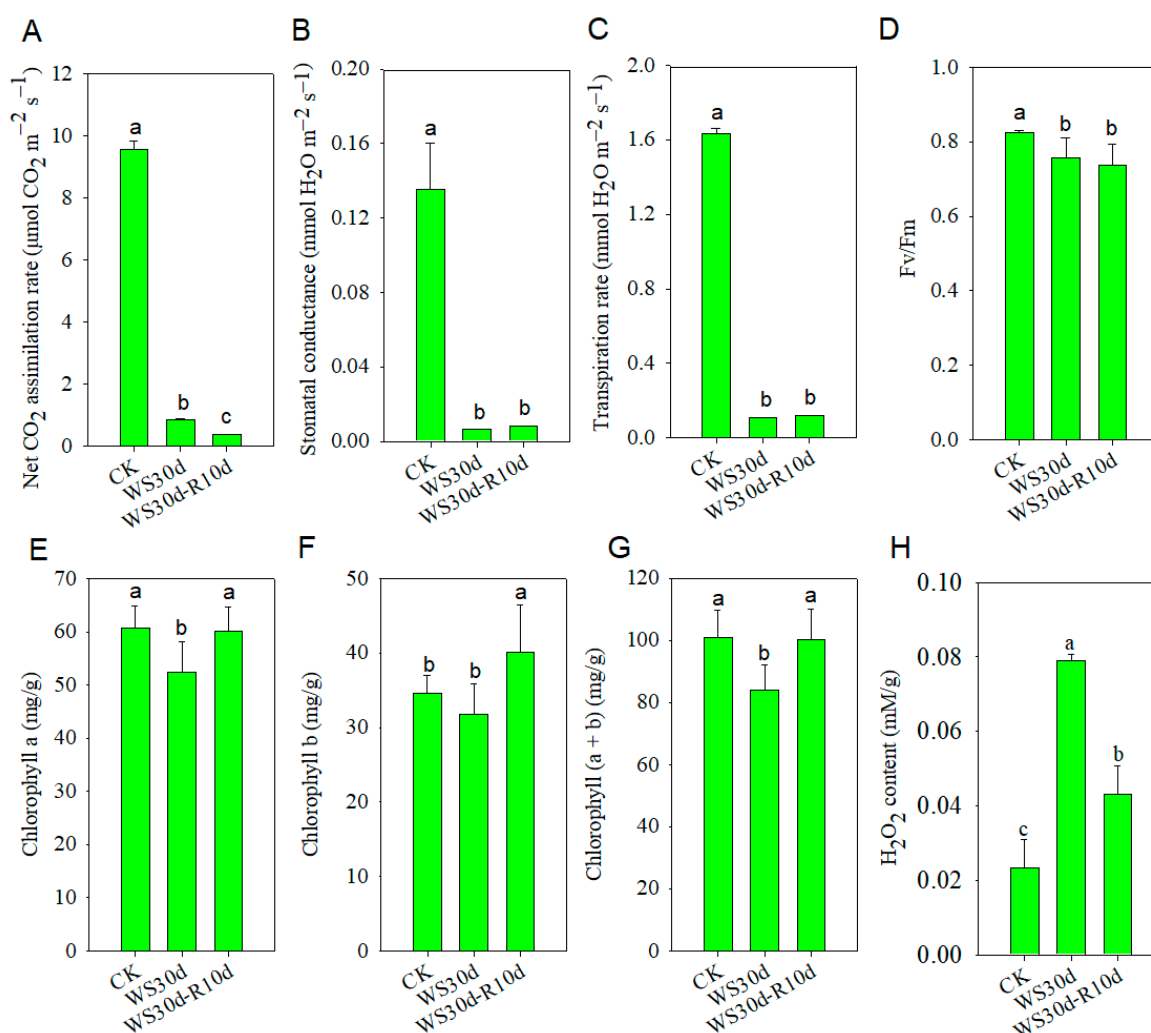 A
Net CO2 assimilation rate (μmol CO2 m−2 s−1)
12
10
8
6
4
2
0
a
b
c
CK
WS30d
WS30d-R10d
B
Stomatal conductance (mmol H2O m−2 s−1)
0.20
0.16
0.12
0.08
0.04
0.00
a
b
b
CK
WS30d
WS30d-R10d
C
Transpiration rate (mmol H2O m−2 s−1)
2.0
1.6
1.2
0.8
0.4
0.0
a
b
b
CK
WS30d
WS30d-R10d
D
Fv/Fm
1.0
0.8
0.6
0.4
0.2
0.0
a
b
b
CK
WS30d
WS30d-R10d
E
Chlorophyll a (mg/g)
70
60
50
40
30
20
10
0
a
b
a
CK
WS30d
WS30d-R10d
F
Chlorophyll b (mg/g)
50
40
30
20
10
0
b
b
a
CK
WS30d
WS30d-R10d
G
Chlorophyll (a + b) (mg/g)
120
100
80
60
40
20
0
a
b
a
CK
WS30d
WS30d-R10d
H
H2O2 content (mM/g)
0.10
0.08
0.06
0.04
0.02
0.00
c
a
b
CK
WS30d
WS30d-R10d